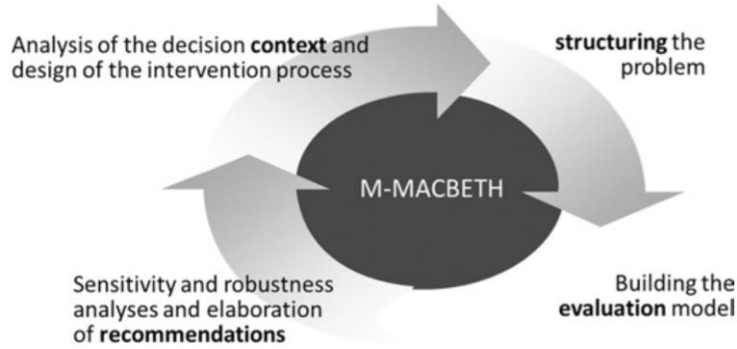 Analysis of the decision context and
design of the intervention process
structuring the
problem
M-MACBETH
Sensitivity and robustness
analyses and elaboration
of recommendations
Building the
evaluation model